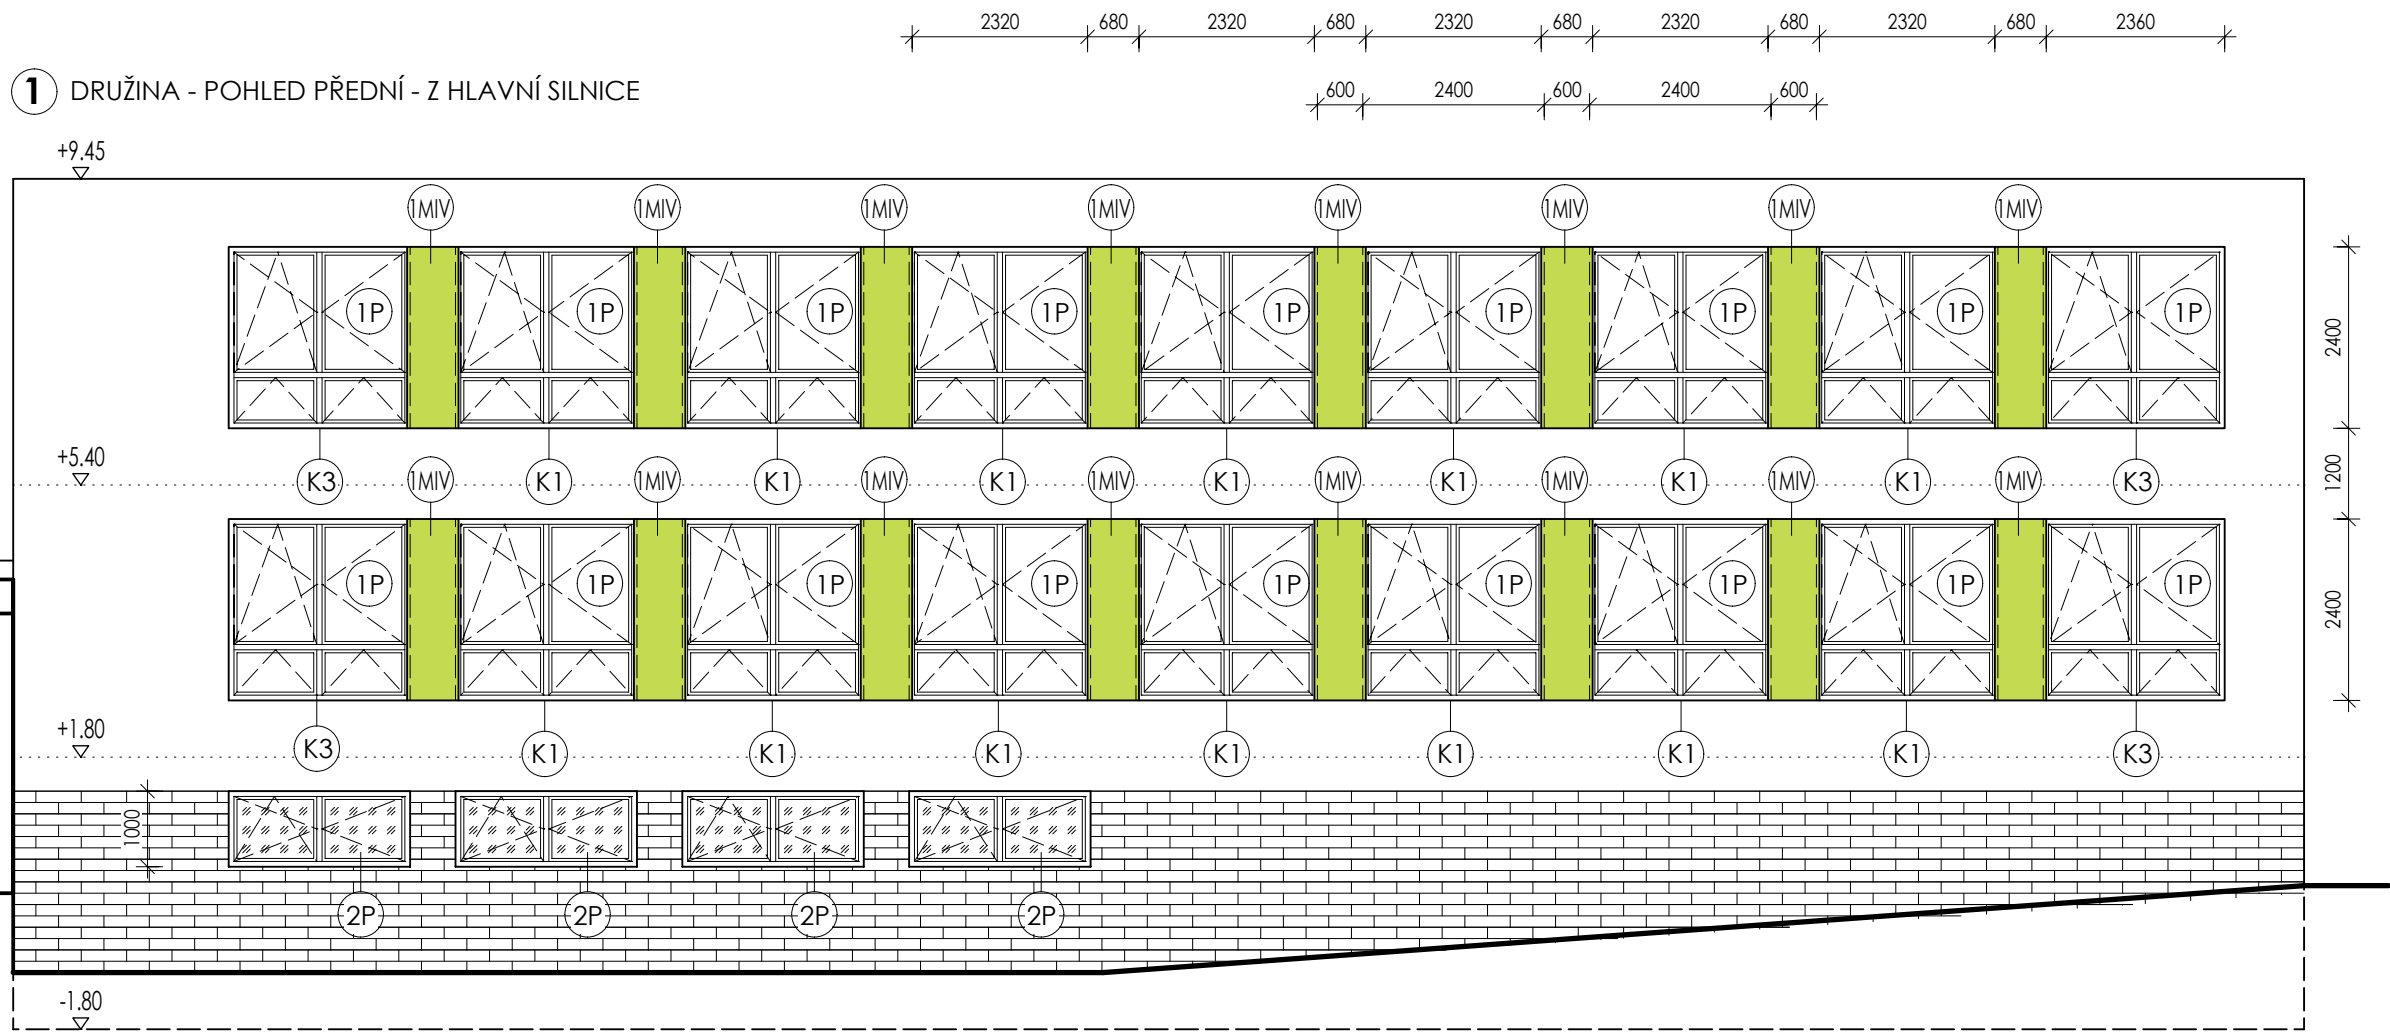 2320 680 2320 680 2320 680 2320 680 2320 680 2360
1 DRUŽINA - POHLED PŘEDNÍ - Z HLAVNÍ SILNICE
600 2400 600 2400 600
+9.45
1MIV 1MIV 1MIV 1MIV 1MIV 1MIV 1MIV 1MIV
1P 1P 1P 1P 1P 1P 1P 1P 1P
2400
+5.40
K3 1MIV K1 1MIV K1 1MIV K1 1MIV K1 1MIV K1 1MIV K1 1MIV K1 1MIV K3
1200
1P 1P 1P 1P 1P 1P 1P 1P 1P
2400
+1.80
K3 K1 K1 K1 K1 K1 K1 K1 K3
1000
2P 2P 2P 2P
-1.80